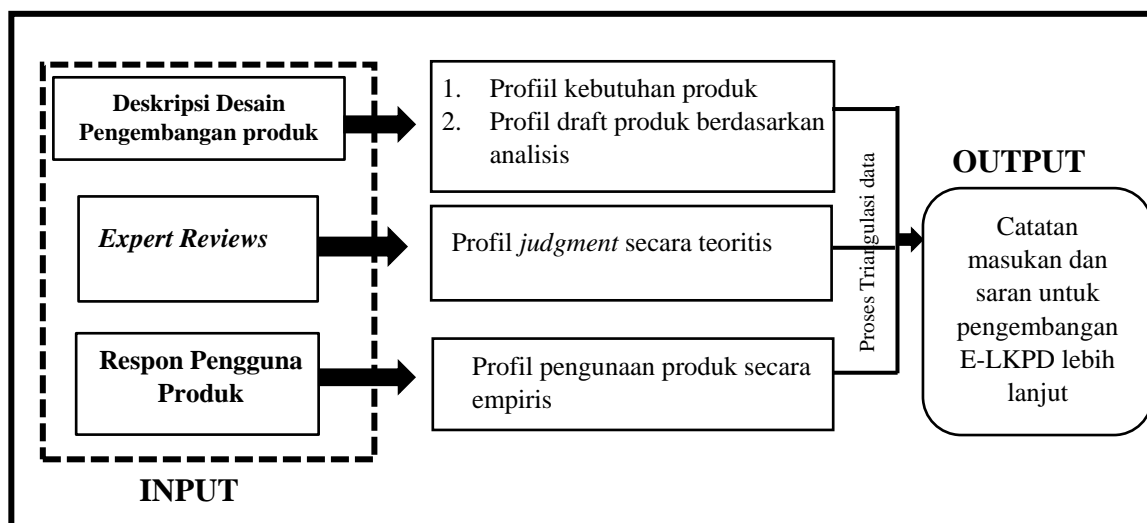 Deskripsi Desain
Pengembangan produk
1. Profiil kebutuhan produk
2. Profil draft produk berdasarkan
analisis
Expert Reviews
Profil judgment secara teoritis
Respon Pengguna
Produk
Profil pengunaan produk secara
empiris
INPUT
Proses Triangulasi data
OUTPUT
Catatan
masukan dan
saran untuk
pengembangan
E-LKPD lebih
lanjut